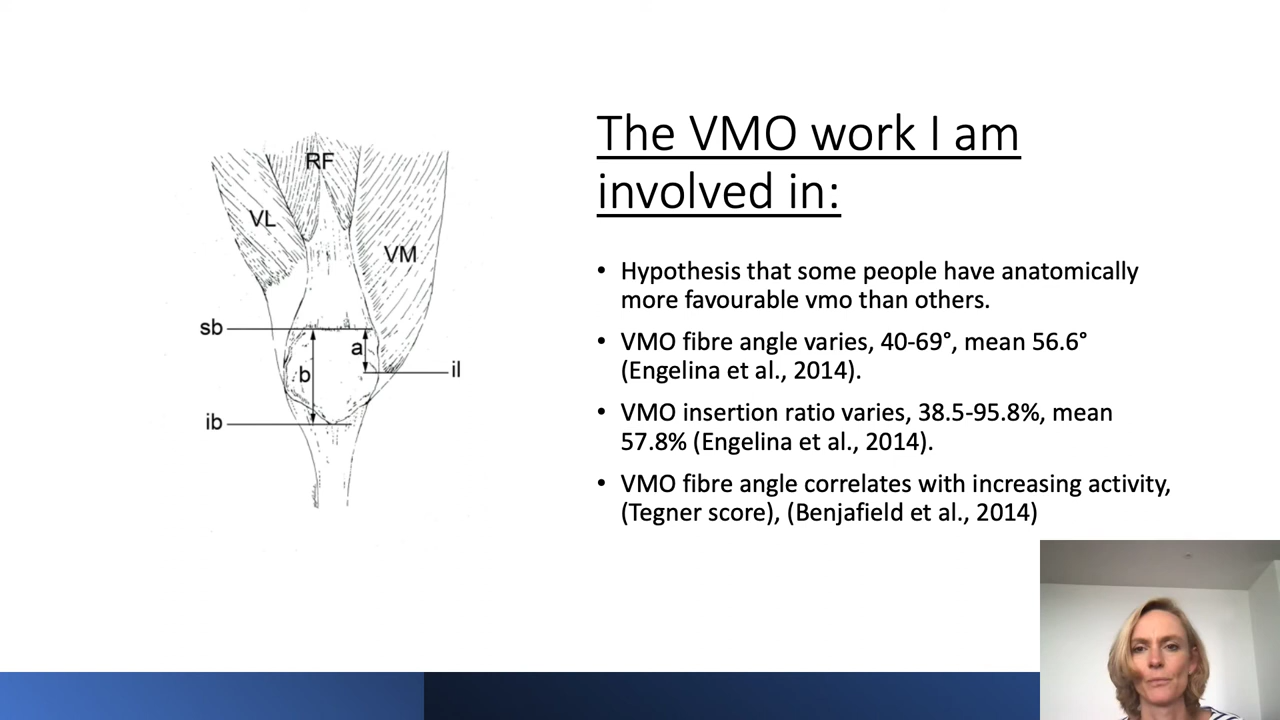 The VMO work I am
involved in:
RF
VL
VM
sb
a
b
il
ib
• Hypothesis that some people have anatomically
more favourable vmo than others.
• VMO fibre angle varies, 40-69°, mean 56.6°
(Engelina et al., 2014).
• VMO insertion ratio varies, 38.5-95.8%, mean
57.8% (Engelina et al., 2014).
• VMO fibre angle correlates with increasing activity,
(Tegner score), (Benjafield et al., 2014)